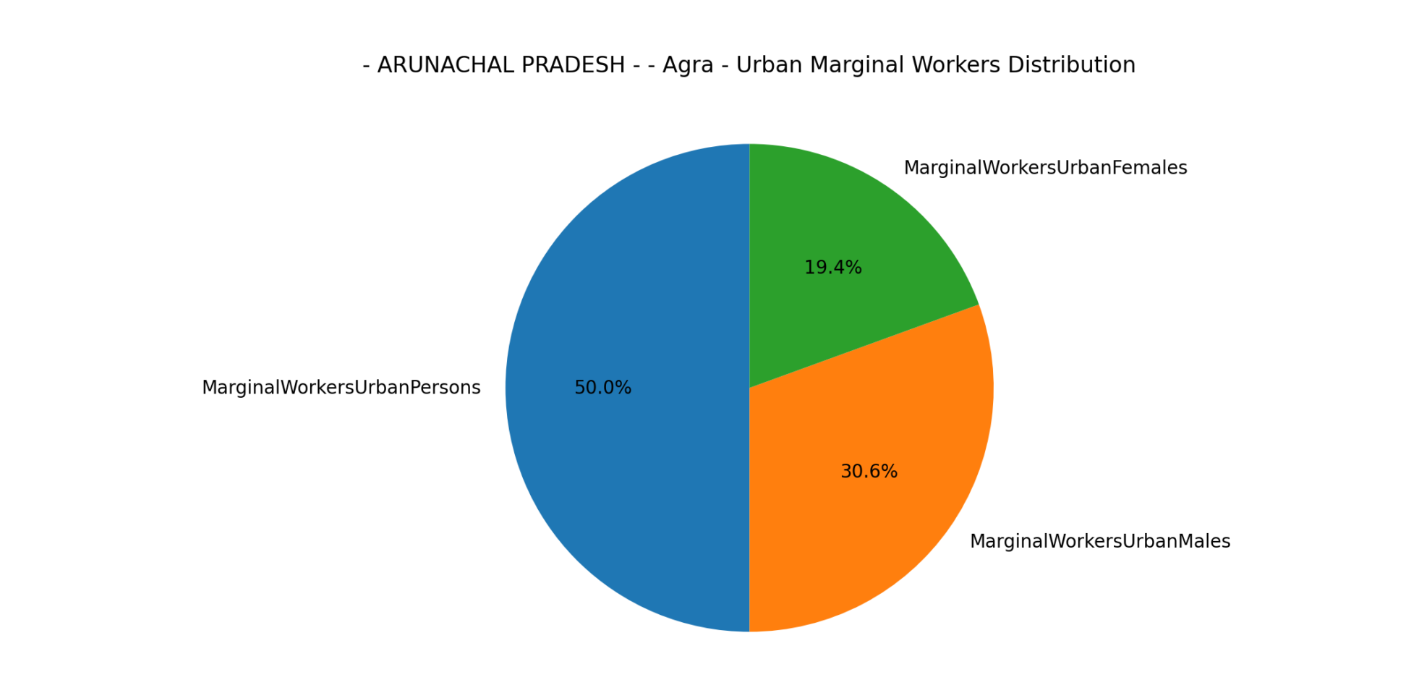 - ARUNACHAL PRADESH - - Agra - Urban Marginal Workers Distribution
MarginalWorkersUrbanFemales
19.4%
MarginalWorkersUrbanPersons
50.0%
30.6%
MarginalWorkersUrbanMales